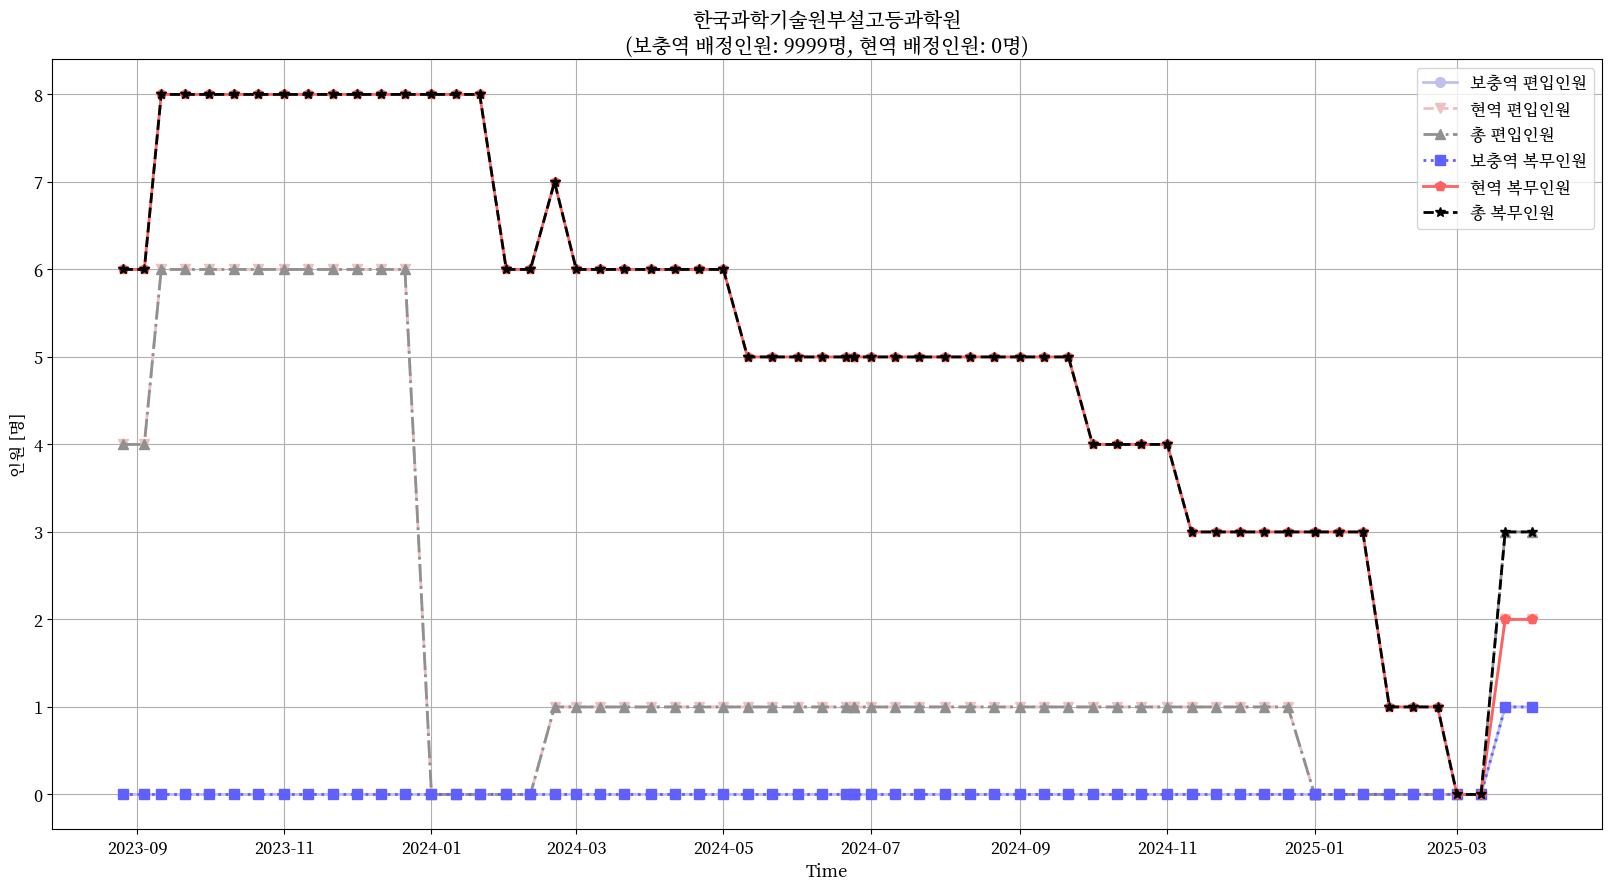 한국과학기술원부설고등과학원
(보충역 배정인원: 9999명, 현역 배정인원: 0명)
보충역 편입인원
현역 편입인원
총 편입인원
보충역 복무인원
현역 복무인원
총 복무인원
인원 [명]
8
7
6
5
4
3
2
1
0
2023-09
2023-11
2024-01
2024-03
2024-05
2024-07
2024-09
2024-11
2025-01
2025-03
Time